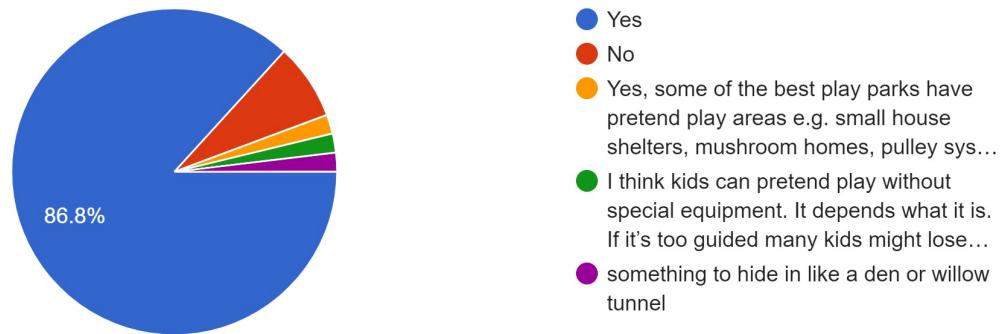 86.8%
Yes
No
Yes, some of the best play parks have
pretend play areas e.g. small house
shelters, mushroom homes, pulley sys…
I think kids can pretend play without
special equipment. It depends what it is.
If it’s too guided many kids might lose…
something to hide in like a den or willow
tunnel